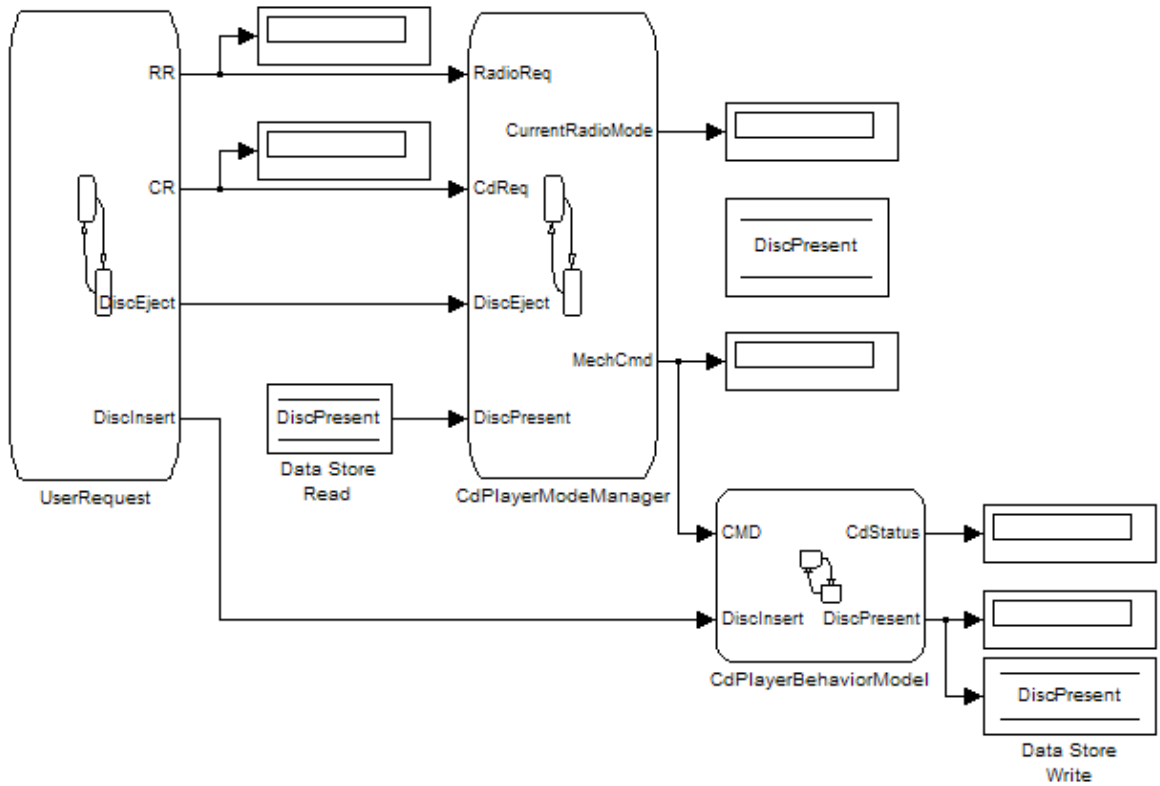 RR
RadioReq
CurrentRadioMode
CR
CdReq
DiscPresent
DiscEject
DiscEject
MechCmd
DiscInsert
DiscPresent
DiscPresent
Data Store
Read
UserRequest
CdPlayerModeManager
CMD
CdStatus
DiscInsert
DiscPresent
CdPlayerBehaviorModel
DiscPresent
Data Store
Write